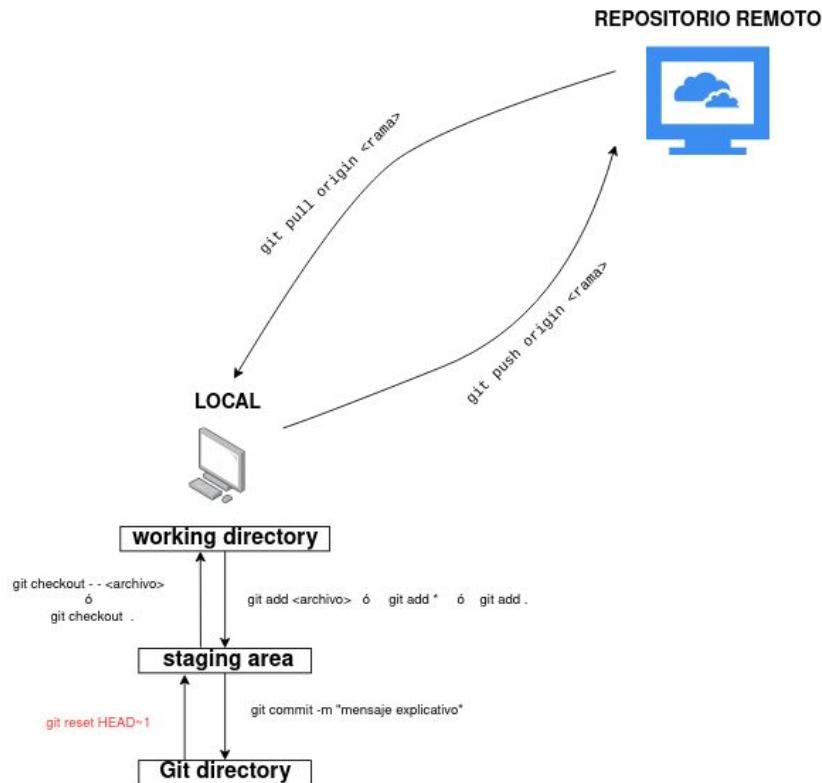 REPOSITORIO REMOTO
git pull origin <rama>
git push origin <rama>
LOCAL
working directory
git checkout - - <archivo>
ó
git checkout .
git add <archivo> ó git add * ó git add .
staging area
git reset HEAD~1
git commit -m "mensaje explicativo"
Git directory